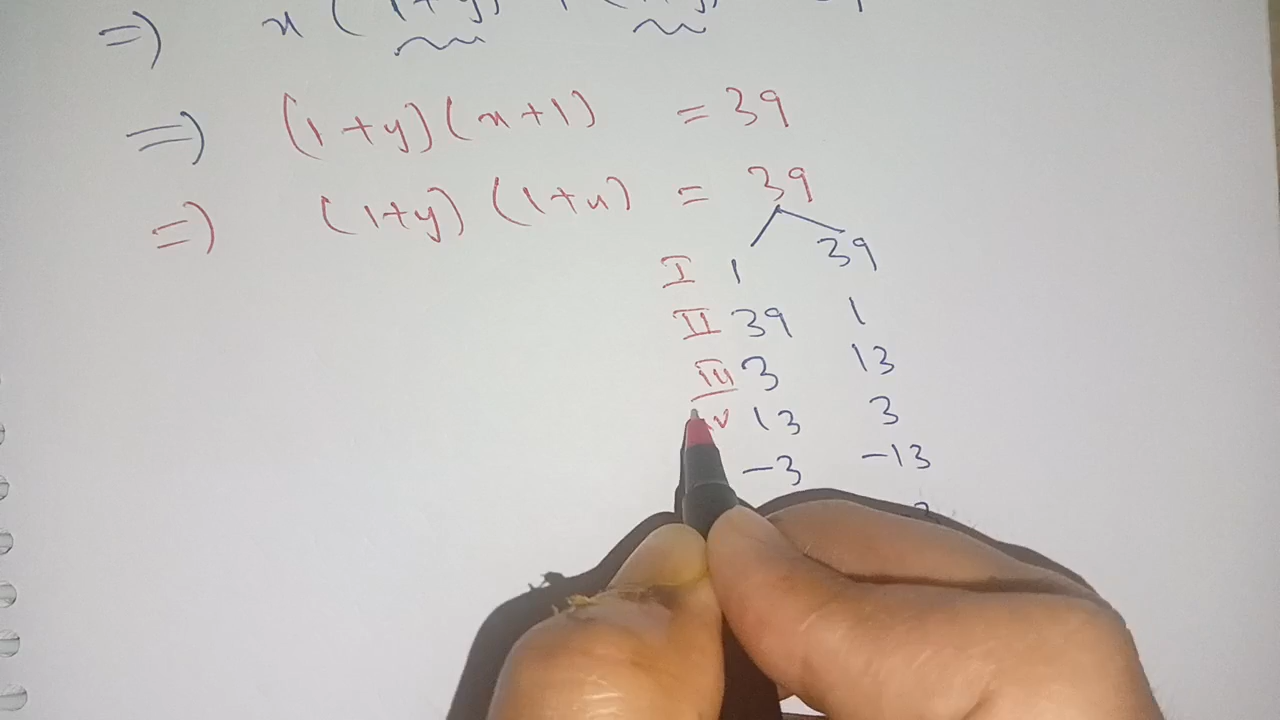 =) x (1+y)
=) (1+y)(x+1) = 39
=) (1+y) (1+x) = 39
I 1 39
II 39 1
III 3 13
IV 13 3
-3 -13